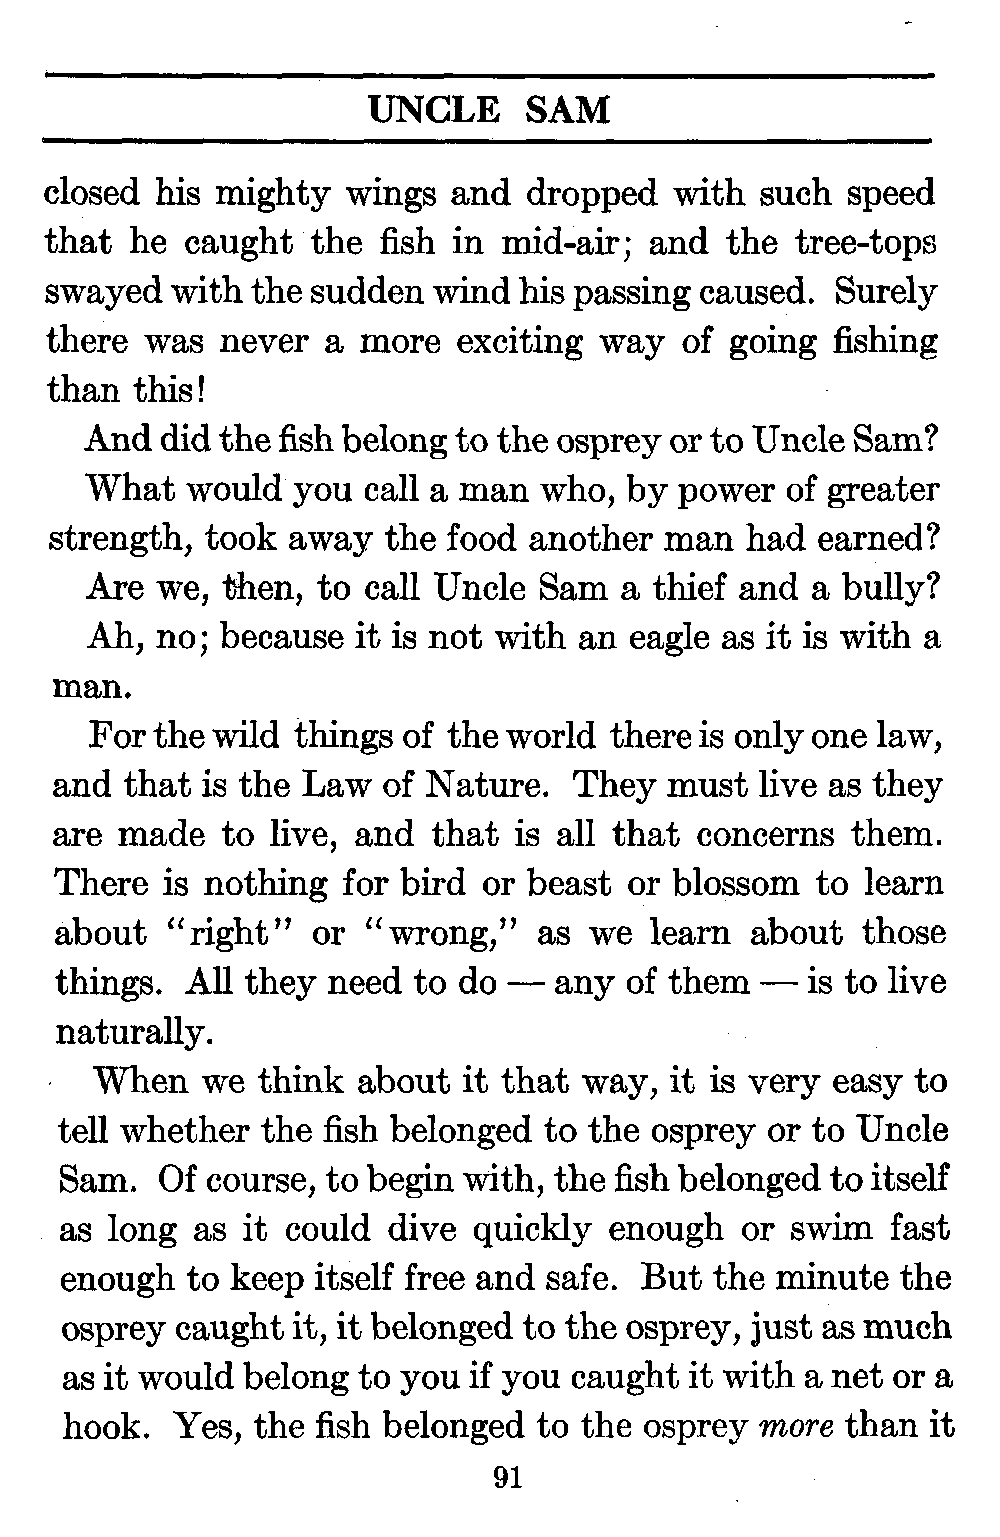 UNCLE SAM
closed his mighty wings and dropped with such speed
that he caught the fish in mid-air; and the tree-tops
swayed with the sudden wind his passing caused. Surely
there was never a more exciting way of going fishing
than this!
And did the fish belong to the osprey or to Uncle Sam?
What would you call a man who, by power of greater
strength, took away the food another man had earned?
Are we, then, to call Uncle Sam a thief and a bully?
Ah, no; because it is not with an eagle as it is with a
man.
For the wild things of the world there is only one law,
and that is the Law of Nature. They must live as they
are made to live, and that is all that concerns them.
There is nothing for bird or beast or blossom to learn
about "right" or "wrong," as we learn about those
things. All they need to do — any of them — is to live
naturally.
When we think about it that way, it is very easy to
tell whether the fish belonged to the osprey or to Uncle
Sam. Of course, to begin with, the fish belonged to itself
as long as it could dive quickly enough or swim fast
enough to keep itself free and safe. But the minute the
osprey caught it, it belonged to the osprey, just as much
as it would belong to you if you caught it with a net or a
hook. Yes, the fish belonged to the osprey more than it
91